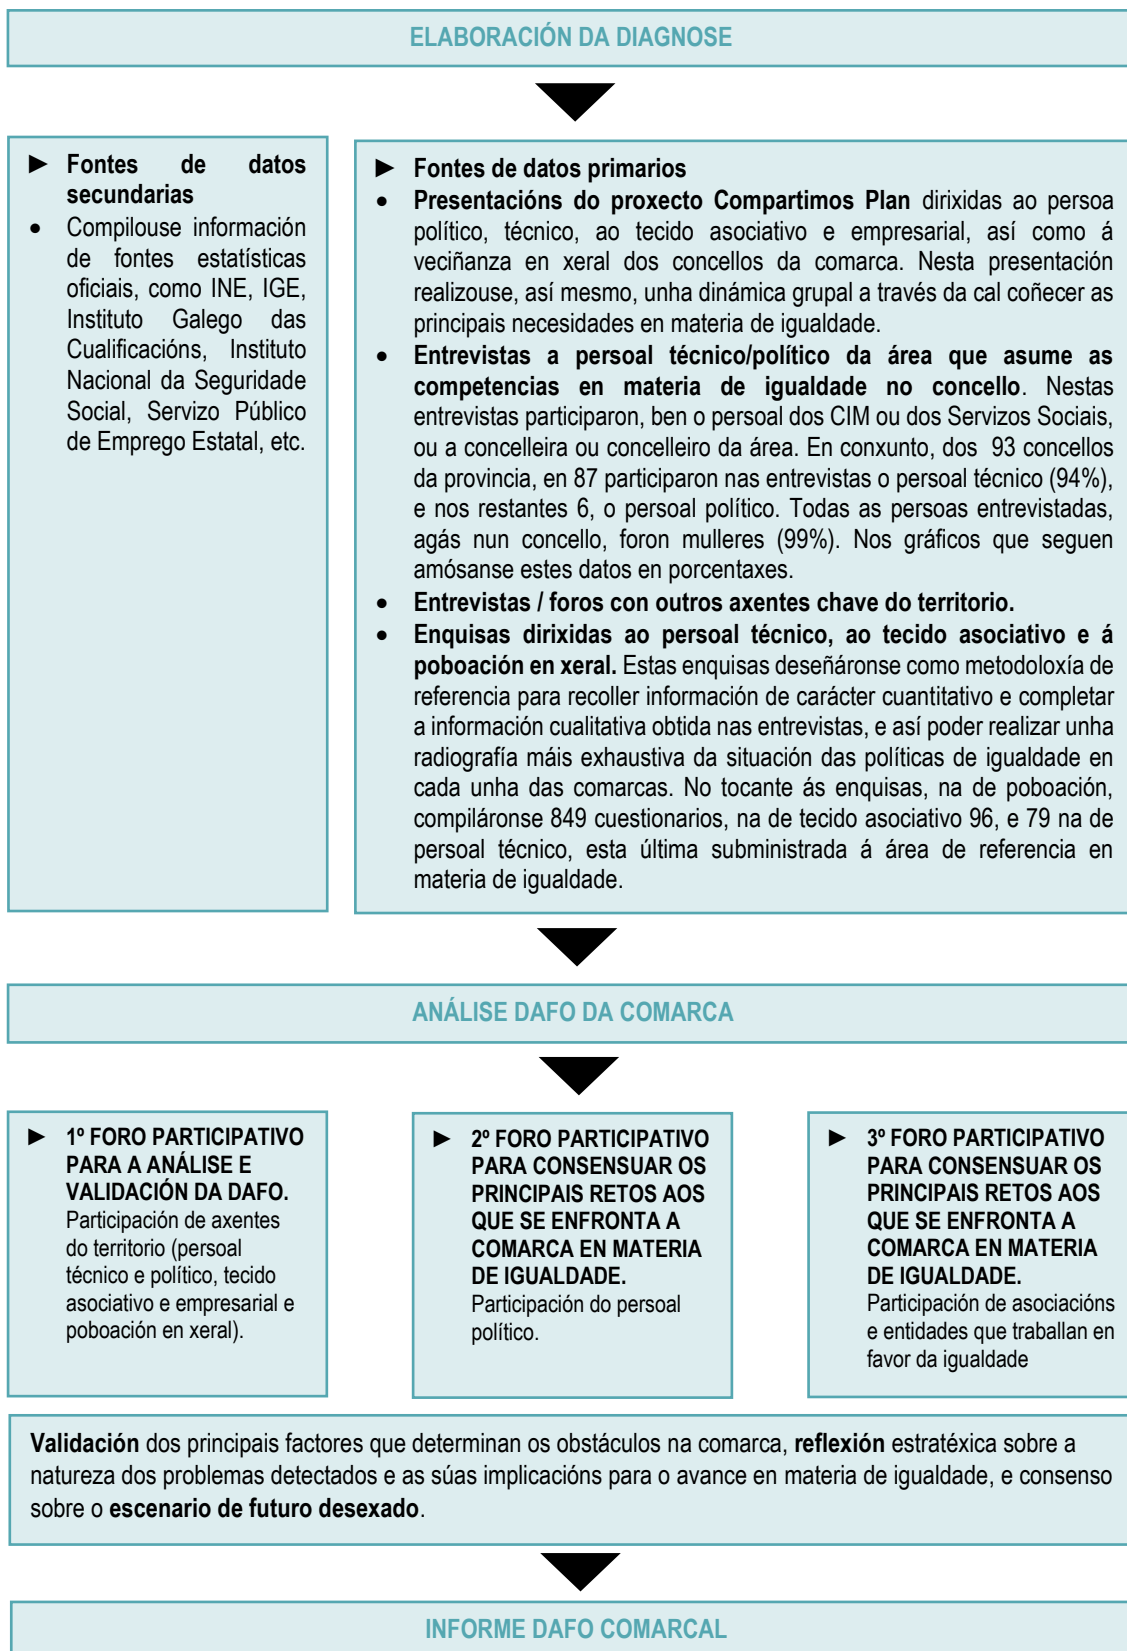 ELABORACIÓN DA DIAGNOSE
► Fontes de datos
secundarias
• Compilouse información
de fontes estatísticas
oficiais, como INE, IGE,
Instituto Galego das
Cualificacións, Instituto
Nacional da Seguridade
Social, Servizo Público
de Emprego Estatal, etc.
► Fontes de datos primarios
• Presentacións do proxecto Compartimos Plan dirixidas ao persoa
político, técnico, ao tecido asociativo e empresarial, así como á
veciñanza en xeral dos concellos da comarca. Nesta presentación
realizouse, así mesmo, unha dinámica grupal a través da cal coñecer as
principais necesidades en materia de igualdade.
• Entrevistas a persoal técnico/político da área que asume as
competencias en materia de igualdade no concello. Nestas
entrevistas participaron, ben o persoal dos CIM ou dos Servizos Sociais,
ou a concelleira ou concelleiro da área. En conxunto, dos 93 concellos
da provincia, en 87 participaron nas entrevistas o persoal técnico (94%),
e nos restantes 6, o persoal político. Todas as persoas entrevistadas,
agás nun concello, foron mulleres (99%). Nos gráficos que seguen
amósanse estes datos en porcentaxes.
• Entrevistas / foros con outros axentes chave do territorio.
• Enquisas dirixidas ao persoal técnico, ao tecido asociativo e á
poboación en xeral. Estas enquisas deseñáronse como metodoloxía de
referencia para recoller información de carácter cuantitativo e completar
a información cualitativa obtida nas entrevistas, e así poder realizar unha
radiografía máis exhaustiva da situación das políticas de igualdade en
cada unha das comarcas. No tocante ás enquisas, na de poboación,
compiláronse 849 cuestionarios, na de tecido asociativo 96, e 79 na de
persoal técnico, esta última subministrada á área de referencia en
materia de igualdade.
ANÁLISE DAFO DA COMARCA
► 1º FORO PARTICIPATIVO
PARA A ANÁLISE E
VALIDACIÓN DA DAFO.
Participación de axentes
do territorio (persoal
técnico e político, tecido
asociativo e empresarial e
poboación en xeral).
► 2º FORO PARTICIPATIVO
PARA CONSENSUAR OS
PRINCIPAIS RETOS AOS
QUE SE ENFRONTA A
COMARCA EN MATERIA
DE IGUALDADE.
Participación do persoal
político.
► 3º FORO PARTICIPATIVO
PARA CONSENSUAR OS
PRINCIPAIS RETOS AOS
QUE SE ENFRONTA A
COMARCA EN MATERIA
DE IGUALDADE.
Participación de asociacións
e entidades que traballan en
favor da igualdade
Validación dos principais factores que determinan os obstáculos na comarca, reflexión estratéxica sobre a
natureza dos problemas detectados e as súas implicacións para o avance en materia de igualdade, e consenso
sobre o escenario de futuro desexado.
INFORME DAFO COMARCAL